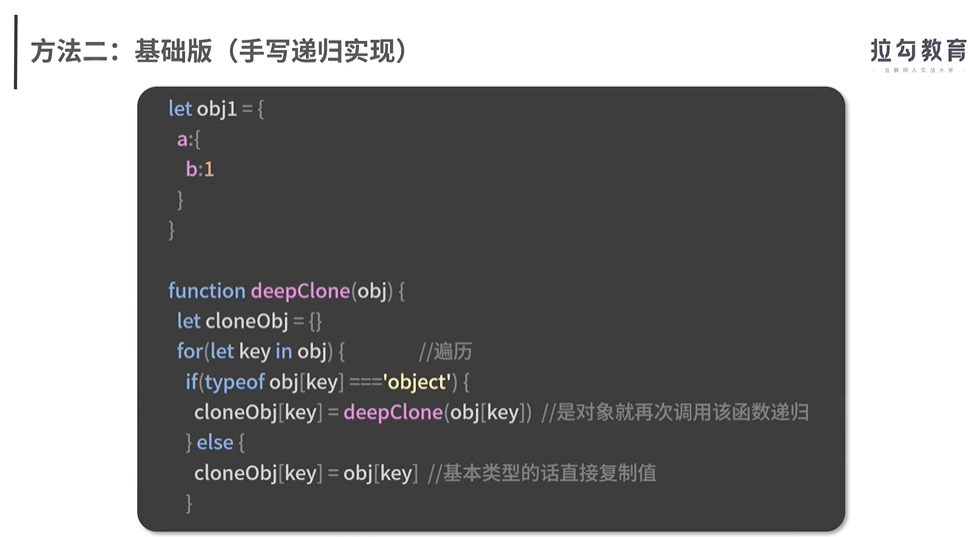 方法二：基础版（手写递归实现）
拉勾教育
互联网人实战大学
let obj1 = {
a:{
b:1
}
}
function deepClone(obj) {
let cloneObj = {}
for(let key in obj) { //遍历
if(typeof obj[key] ==='object') {
cloneObj[key] = deepClone(obj[key]) //是对象就再次调用该函数递归
} else {
cloneObj[key] = obj[key] //基本类型的话直接复制值
}